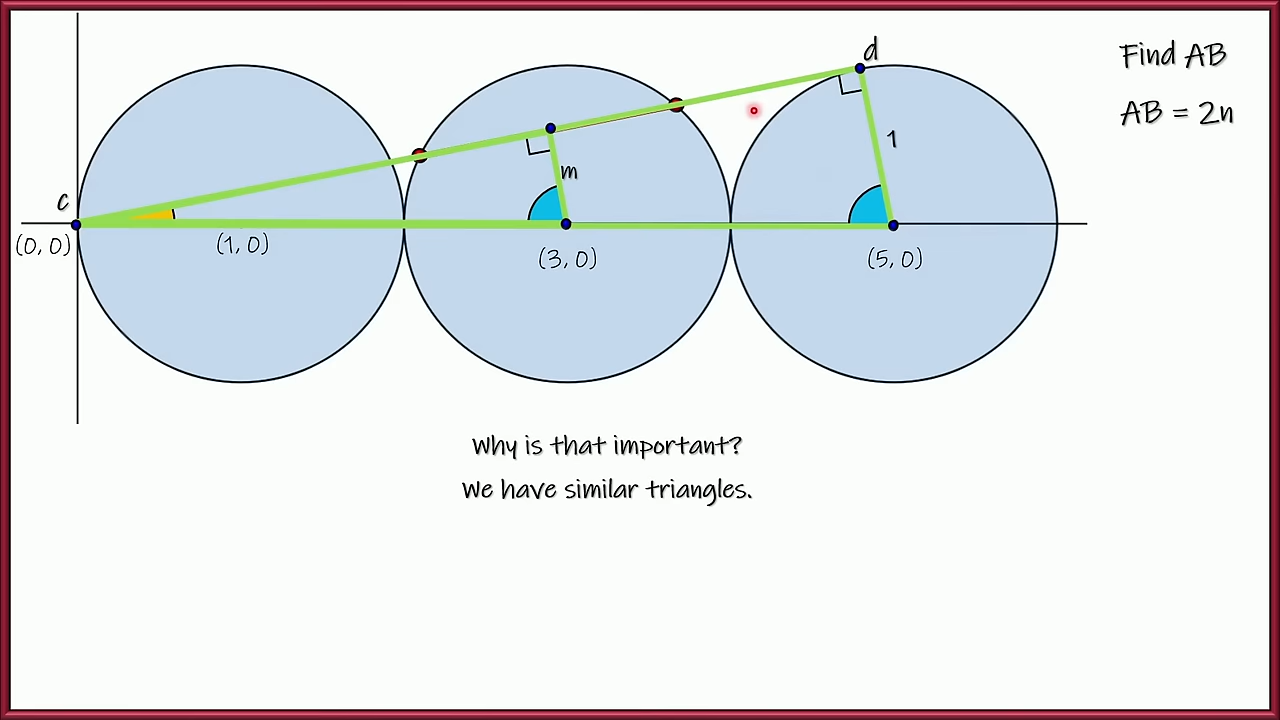 d
Find AB
AB = 2n
1
m
c
(0, 0)
(1, 0)
(3, 0)
(5, 0)
Why is that important?
We have similar triangles.